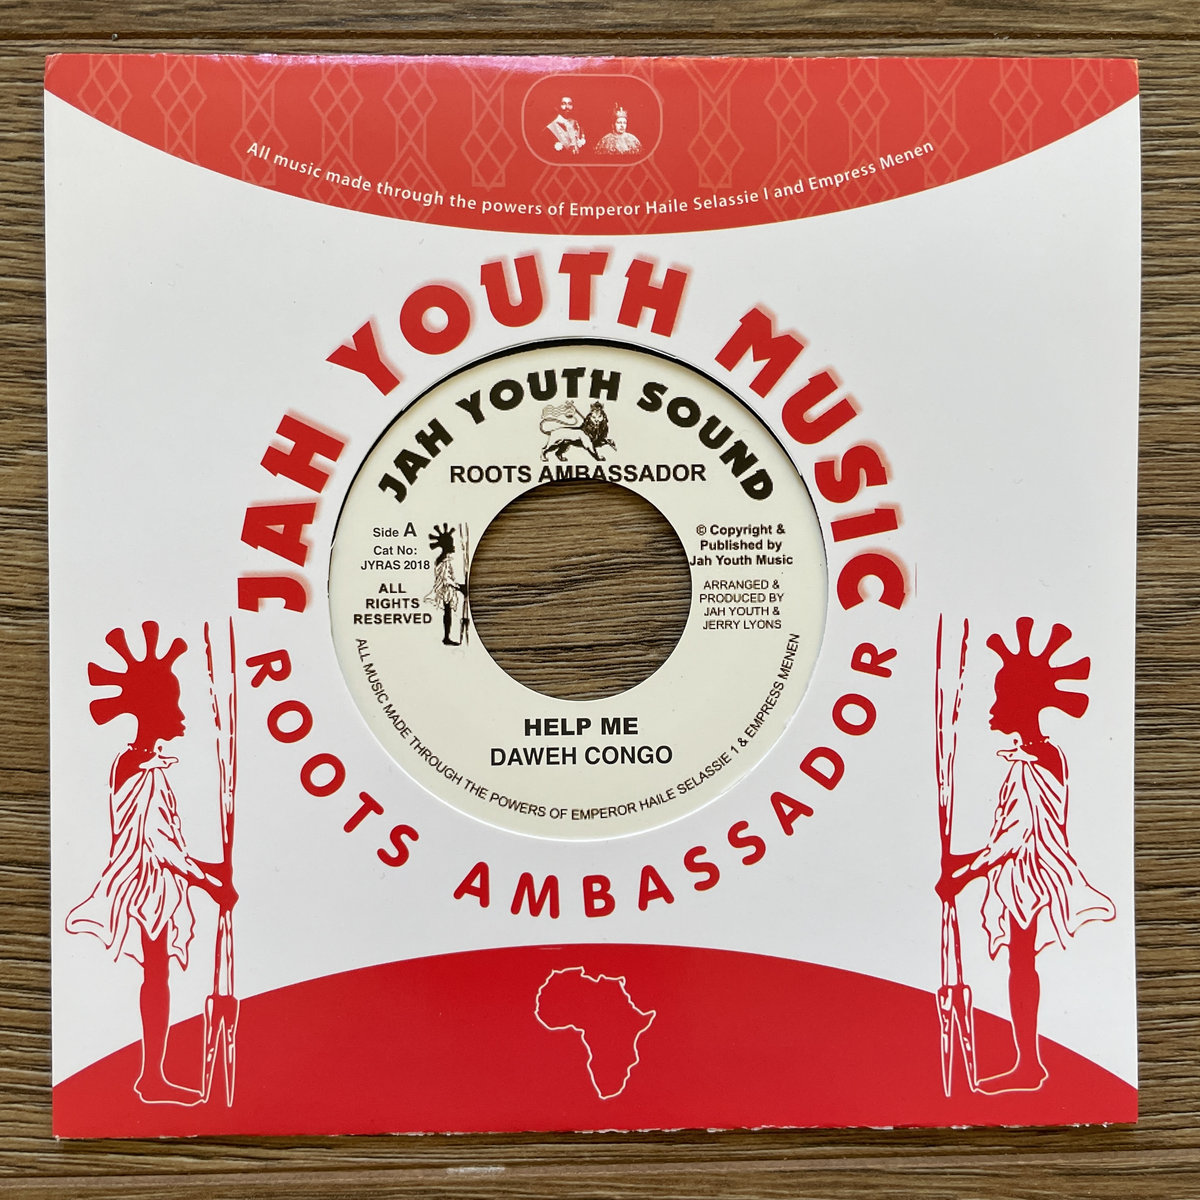 All music made through the powers of Emperor Haile Selassie I and Empress Menen
JAH YOUTH MUSIC
JAH YOUTH SOUND
ROOTS AMBASSADOR
Side A
Cat No:
JYRAS 2018
ALL
RIGHTS
RESERVED
© Copyright &
Published by
Jah Youth Music
ARRANGED &
PRODUCED BY
JAH YOUTH &
JERRY LYONS
HELP ME
DAWEH CONGO
ALL MUSIC MADE THROUGH THE POWERS OF EMPEROR HAILE SELASSIE 1 & EMPRESS MENEN
ROOTS AMBASSADOR